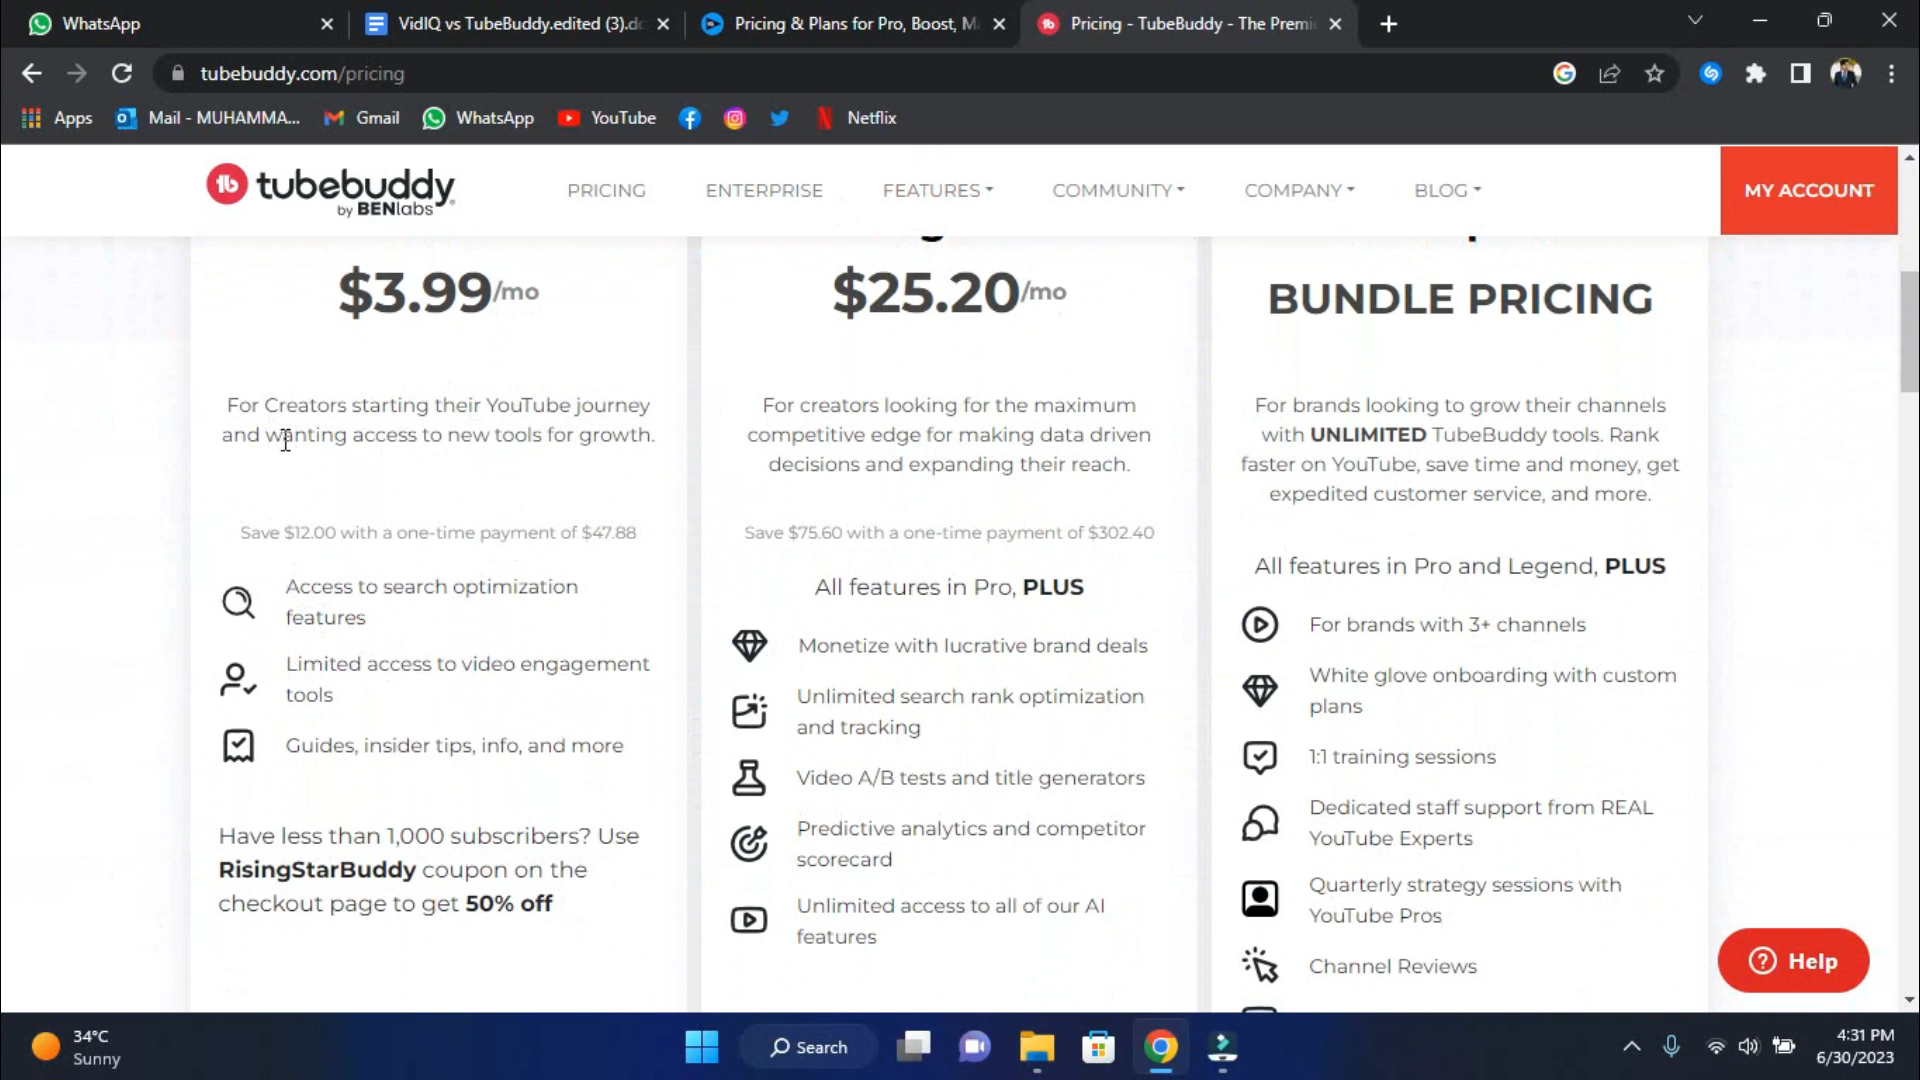 WhatsApp
VidIQ vs TubeBuddy.edited (3).d
Pricing & Plans for Pro, Boost, M
Pricing - TubeBuddy - The Premi
tubebuddy.com/pricing
Apps
Mail - MUHAMMA...
Gmail
WhatsApp
YouTube
Netflix
tubebuddy
by BENlabs
PRICING
ENTERPRISE
FEATURES
COMMUNITY
COMPANY
BLOG
MY ACCOUNT
$3.99/mo
For Creators starting their YouTube journey
and wanting access to new tools for growth.
Save $12.00 with a one-time payment of $47.88
Access to search optimization
features
Limited access to video engagement
tools
Guides, insider tips, info, and more
Have less than 1,000 subscribers? Use
RisingStarBuddy coupon on the
checkout page to get 50% off
$25.20/mo
For creators looking for the maximum
competitive edge for making data driven
decisions and expanding their reach.
Save $75.60 with a one-time payment of $302.40
All features in Pro, PLUS
Monetize with lucrative brand deals
Unlimited search rank optimization
and tracking
Video A/B tests and title generators
Predictive analytics and competitor
scorecard
Unlimited access to all of our AI
features
BUNDLE PRICING
For brands looking to grow their channels
with UNLIMITED TubeBuddy tools. Rank
faster on YouTube, save time and money, get
expedited customer service, and more.
All features in Pro and Legend, PLUS
For brands with 3+ channels
White glove onboarding with custom
plans
1:1 training sessions
Dedicated staff support from REAL
YouTube Experts
Quarterly strategy sessions with
YouTube Pros
Channel Reviews
Help
34°C
Sunny
Search
4:31 PM
6/30/2023